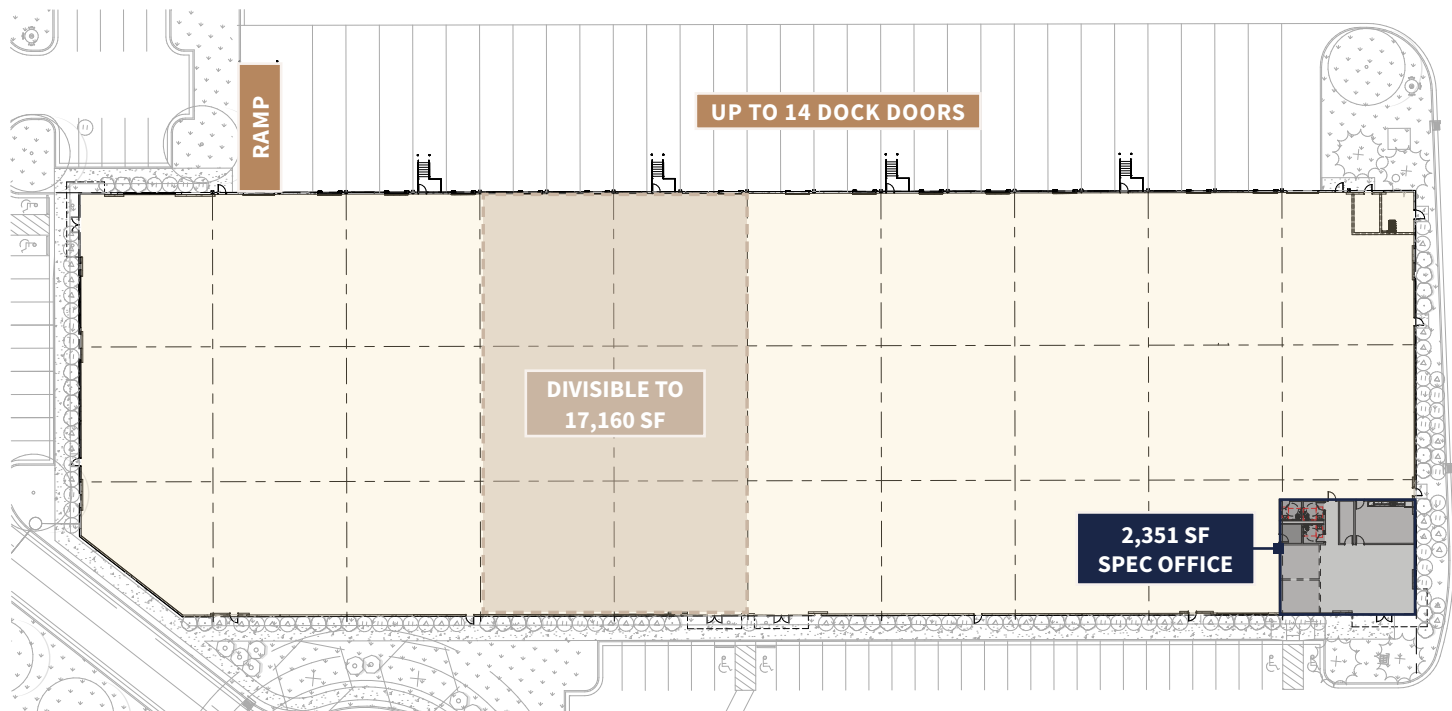 RAMP
UP TO 14 DOCK DOORS
DIVISIBLE TO
17,160 SF
2,351 SF
SPEC OFFICE